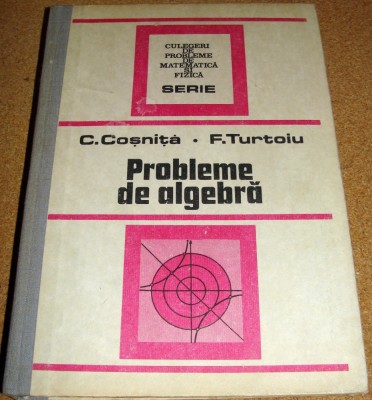 CULEGERI
DE
PROBLEME
DE
MATEMATICĂ
ȘI
FIZICĂ
SERIE
C.Coșniță · F.Turtoiu
Probleme
de algebră